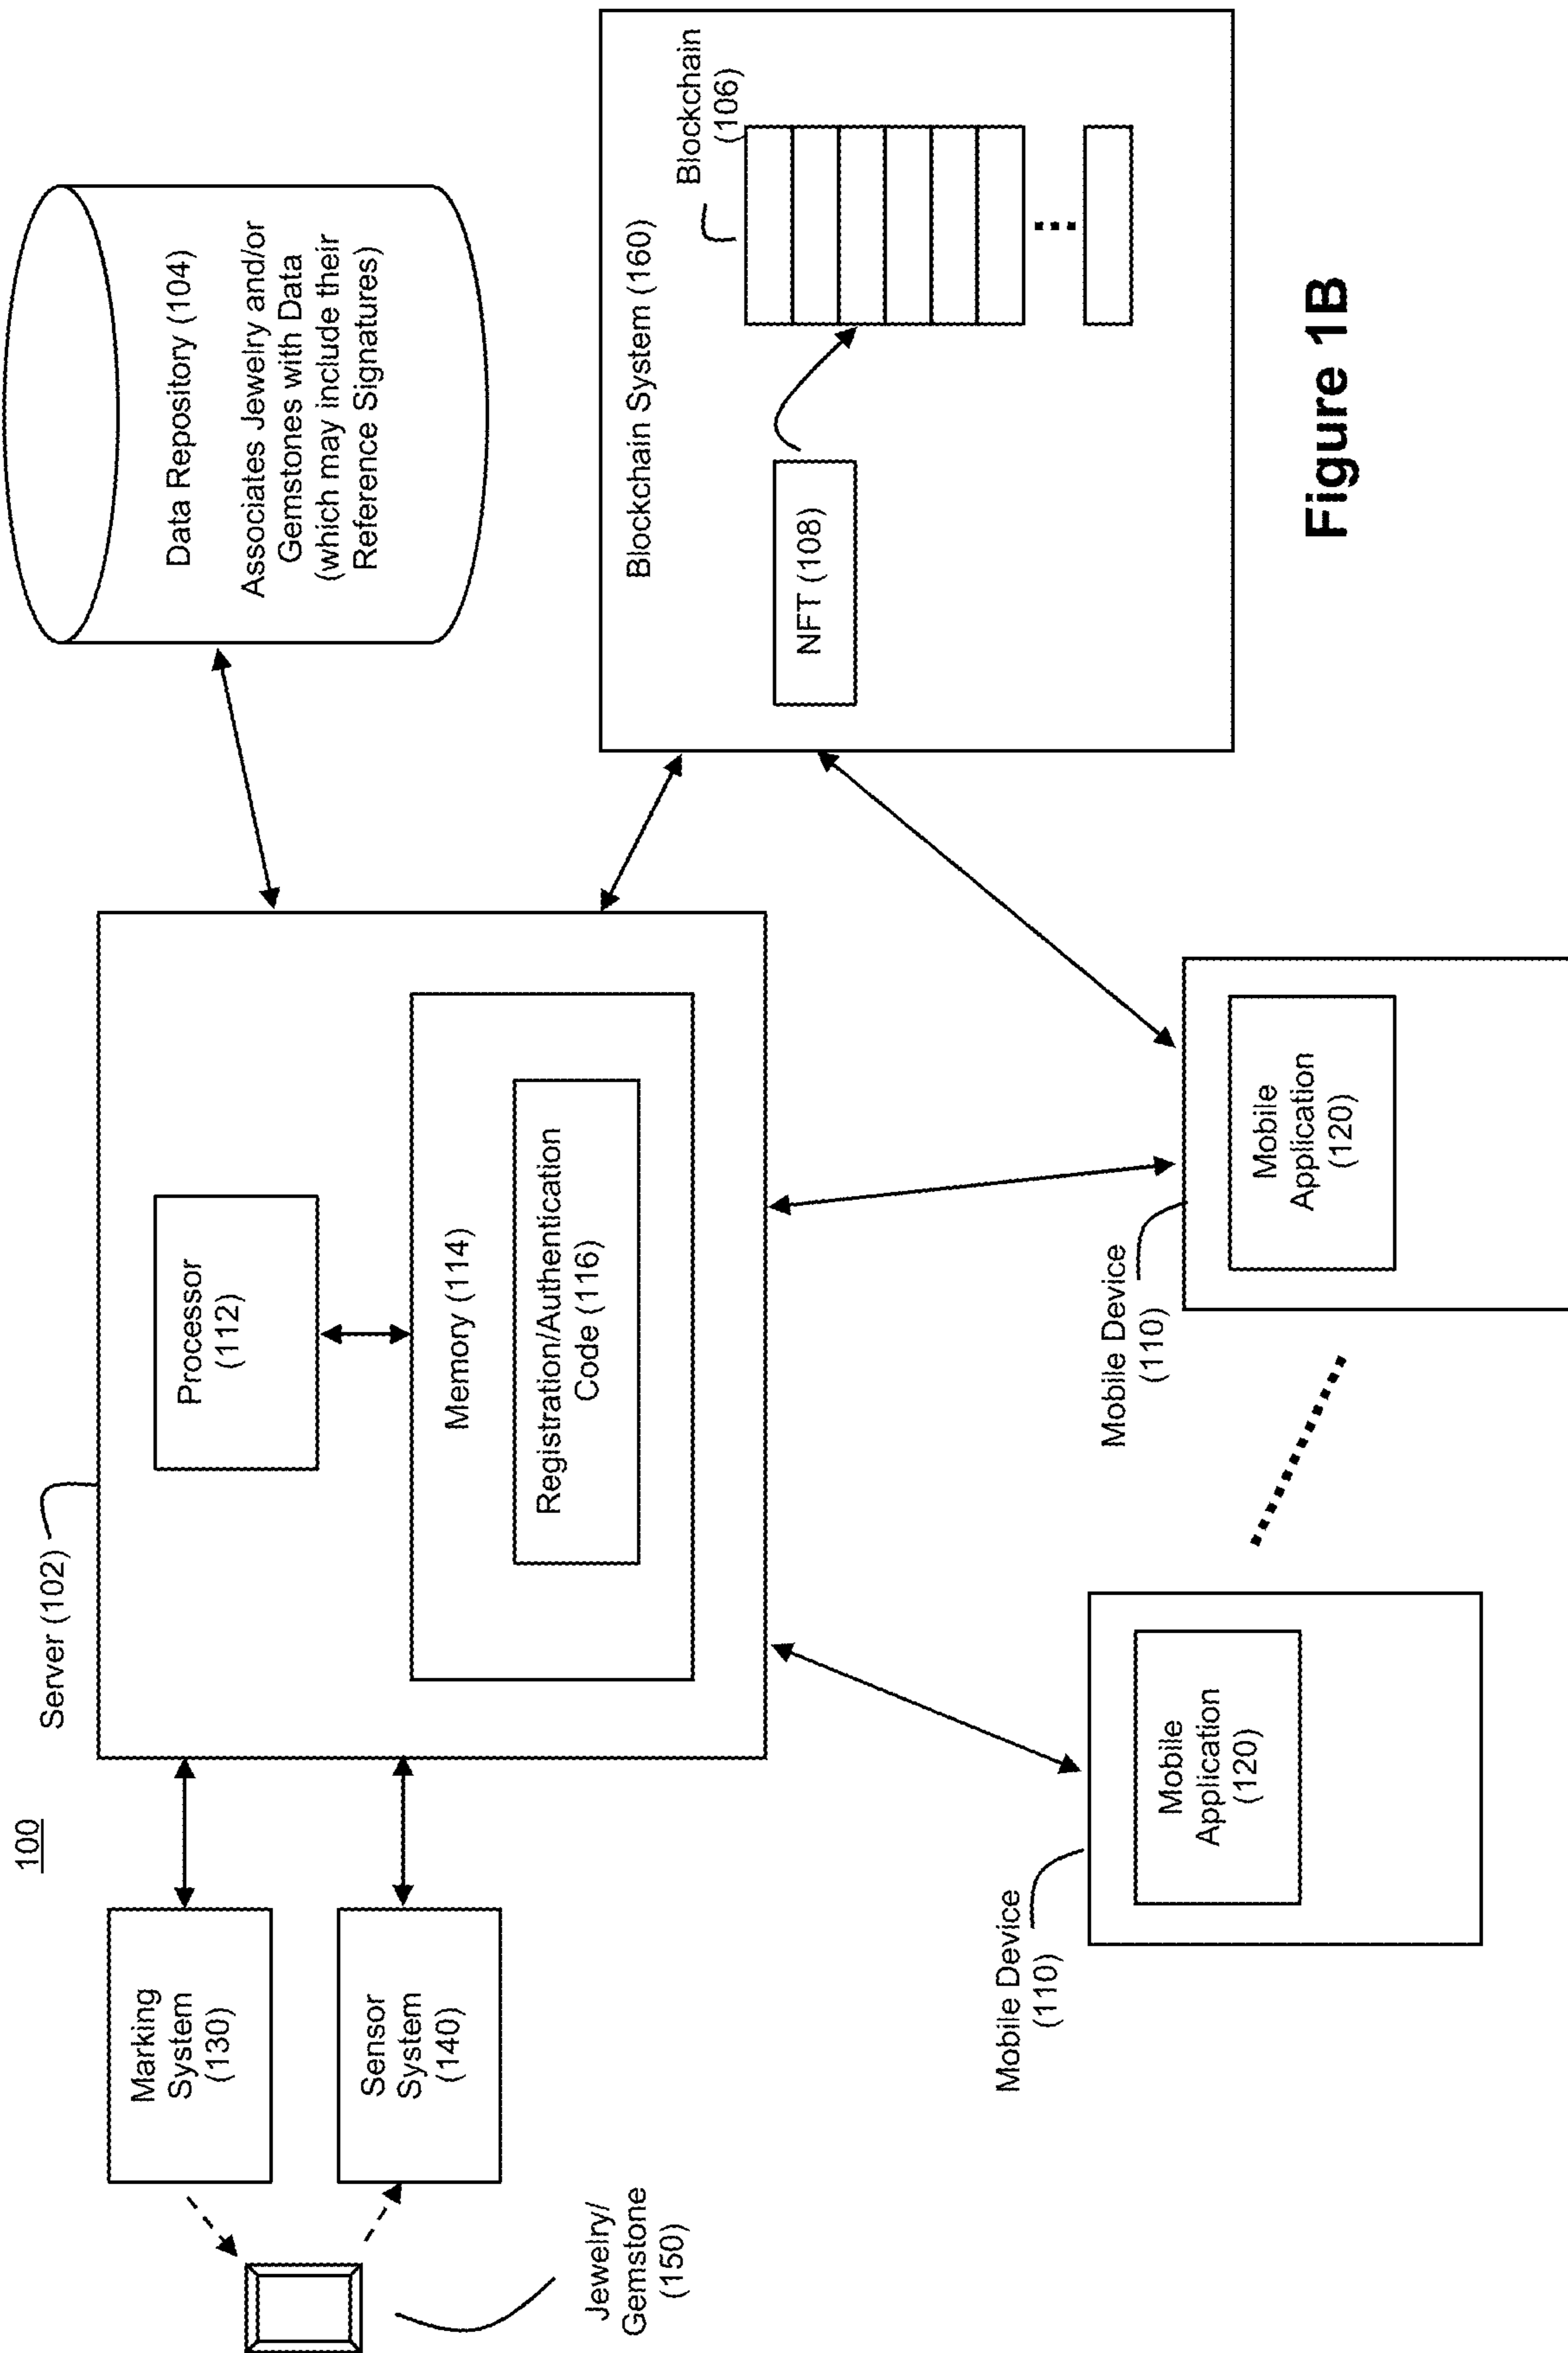 100
Server (102)
Marking
System
(130)
Sensor
System
(140)
Jewelry/
Gemstone
(150)
Processor
(112)
Memory (114)
Registration/Authentication
Code (116)
Data Repository (104)
Associates Jewelry and/or
Gemstones with Data
(which may include their
Reference Signatures)
Blockchain System (160)
Blockchain
(106)
NFT (108)
Mobile Device
(110)
Mobile
Application
(120)
Mobile Device
(110)
Mobile
Application
(120)
Figure 1B